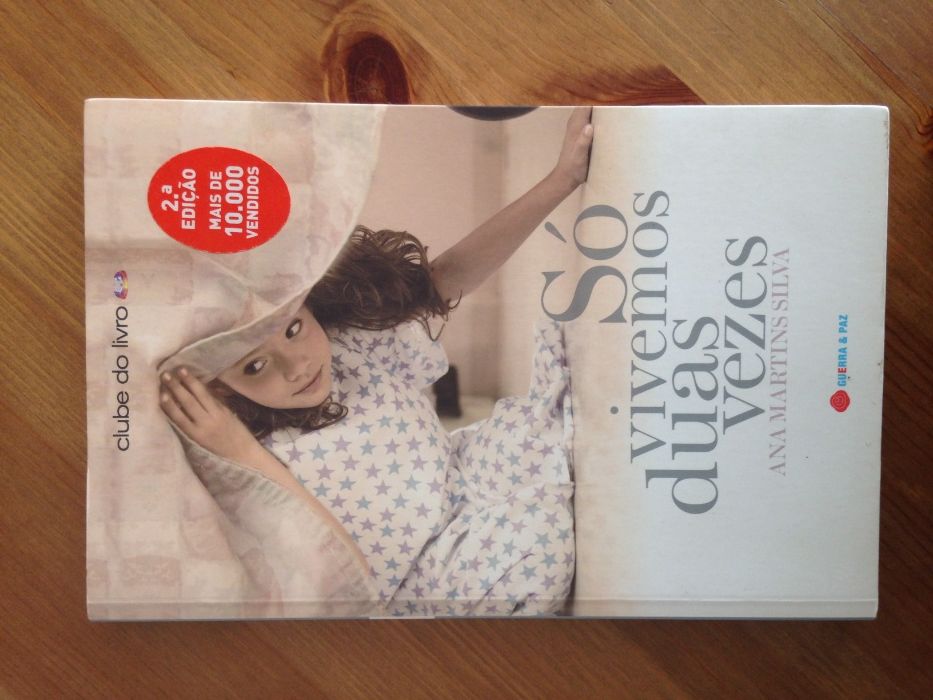 clube do livro
2.a
EDIÇÃO
MAIS DE
10.000
VENDIDOS
Só
vivemos
duas
vezes
ANA MARTINS SILVA
GUERRA & PAZ